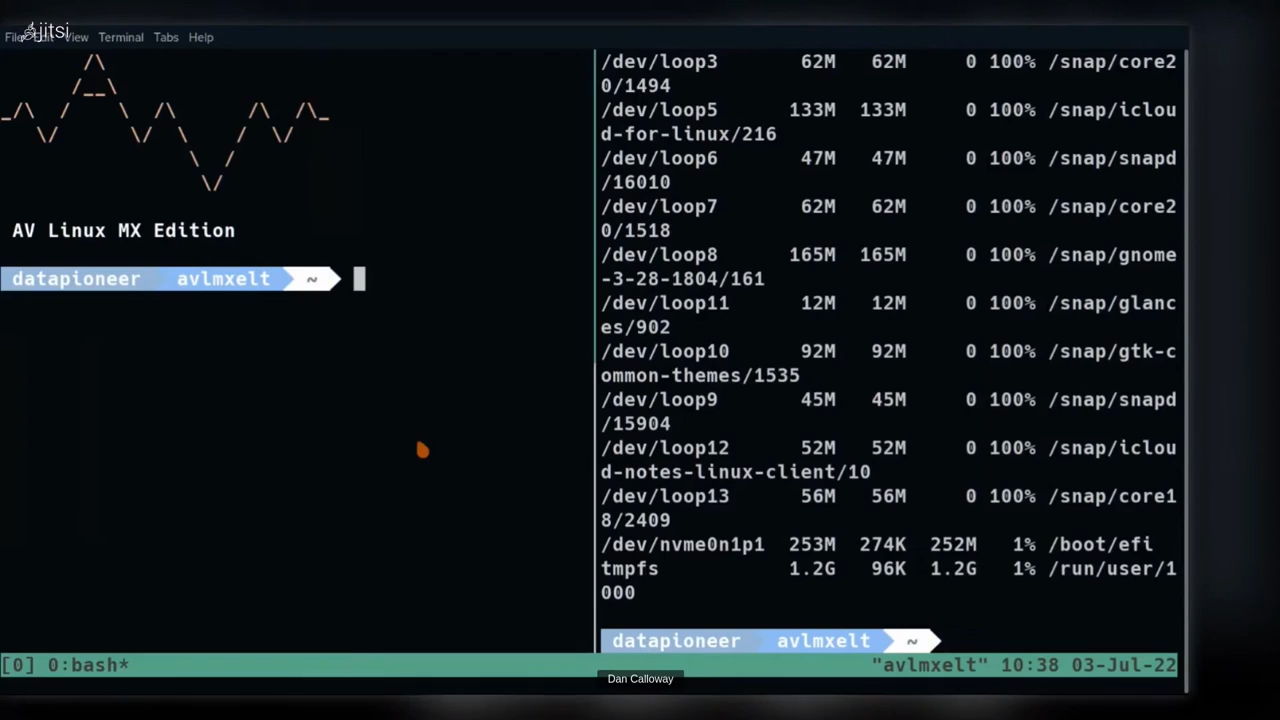 jitsi
File Edit View Terminal Tabs Help
AV Linux MX Edition
datapioneer avlmxelt ~
/dev/loop3 62M 62M 0 100% /snap/core2
0/1494
/dev/loop5 133M 133M 0 100% /snap/iclou
d-for-linux/216
/dev/loop6 47M 47M 0 100% /snap/snapd
/16010
/dev/loop7 62M 62M 0 100% /snap/core2
0/1518
/dev/loop8 165M 165M 0 100% /snap/gnome
-3-28-1804/161
/dev/loop11 12M 12M 0 100% /snap/glanc
es/902
/dev/loop10 92M 92M 0 100% /snap/gtk-c
ommon-themes/1535
/dev/loop9 45M 45M 0 100% /snap/snapd
/15904
/dev/loop12 52M 52M 0 100% /snap/iclou
d-notes-linux-client/10
/dev/loop13 56M 56M 0 100% /snap/core1
8/2409
/dev/nvme0n1p1 253M 274K 252M 1% /boot/efi
tmpfs 1.2G 96K 1.2G 1% /run/user/1
000
datapioneer avlmxelt ~
[0] 0:bash* "avlmxelt" 10:38 03-Jul-22
Dan Calloway